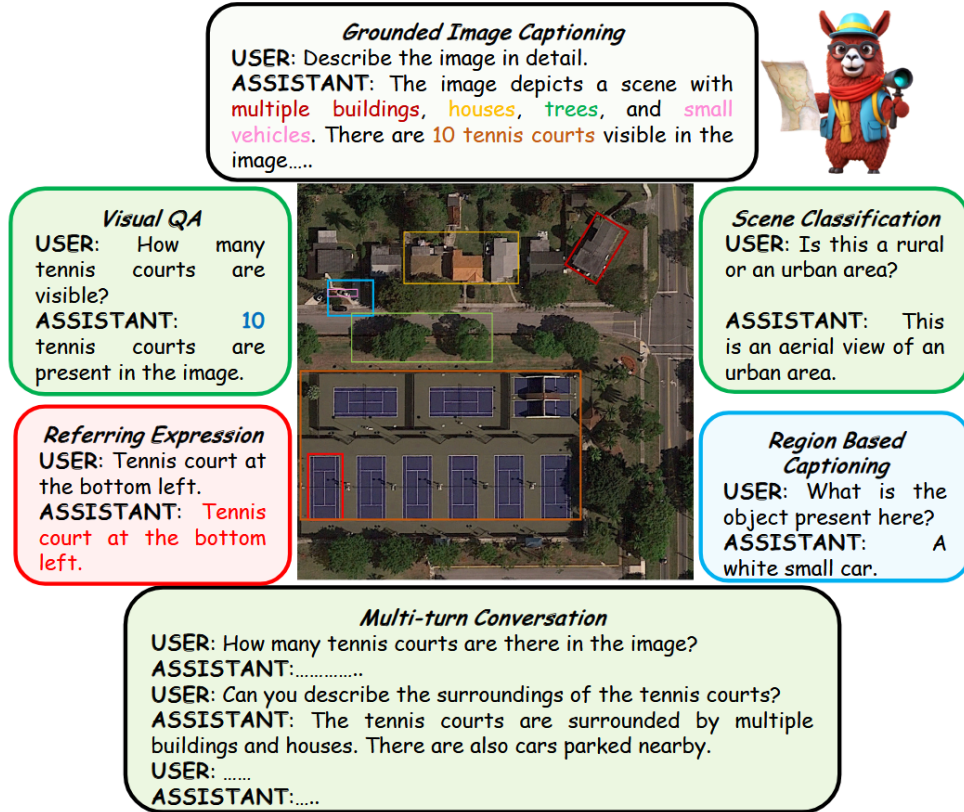 Grounded Image Captioning
USER: Describe the image in detail.
ASSISTANT: The image depicts a scene with
multiple buildings, houses, trees, and small
vehicles. There are 10 tennis courts visible in the
image…..
Visual QA
USER: How many
tennis courts are
visible?
ASSISTANT: 10
tennis courts are
present in the image.
Scene Classification
USER: Is this a rural
or an urban area?
ASSISTANT: This
is an aerial view of an
urban area.
Referring Expression
USER: Tennis court at
the bottom left.
ASSISTANT: Tennis
court at the bottom
left.
Region Based
Captioning
USER: What is the
object present here?
ASSISTANT: A
white small car.
Multi-turn Conversation
USER: How many tennis courts are there in the image?
ASSISTANT:…………..
USER: Can you describe the surroundings of the tennis courts?
ASSISTANT: The tennis courts are surrounded by multiple
buildings and houses. There are also cars parked nearby.
USER: ……
ASSISTANT:…..